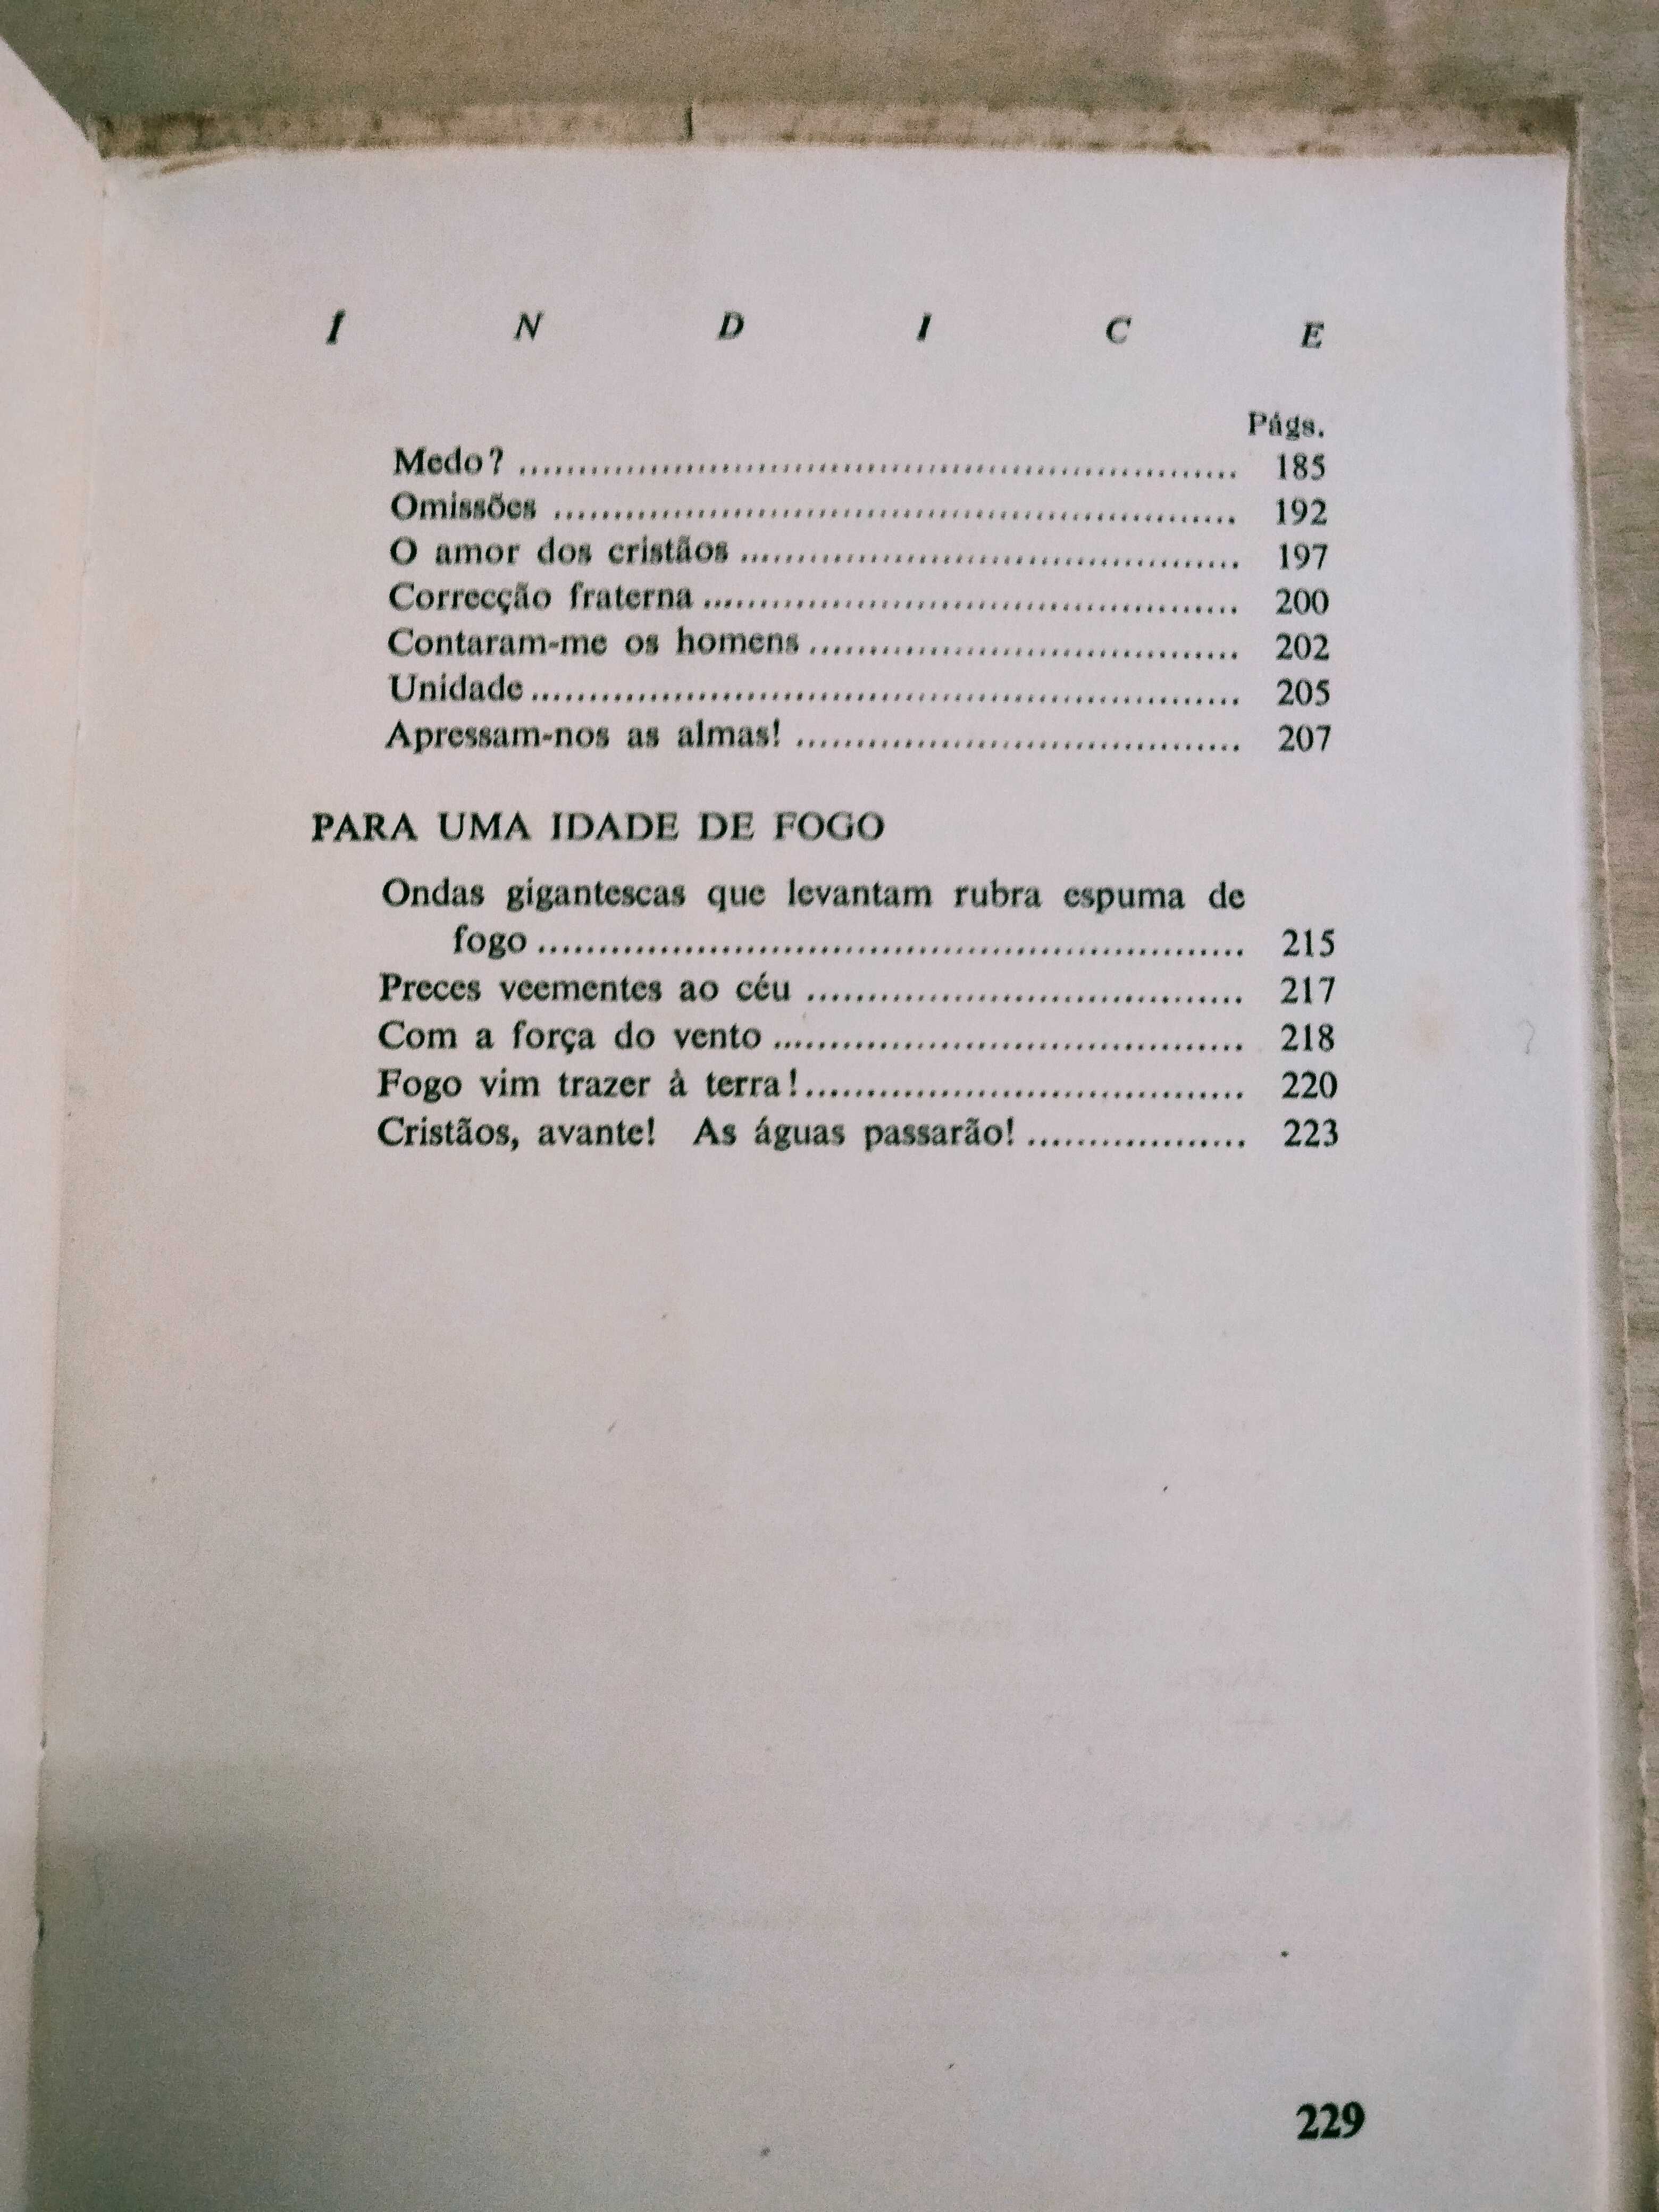 Í N D I C E
Págs.
Medo? ........................................................... 185
Omissões ........................................................ 192
O amor dos cristãos ......................................... 197
Correcção fraterna ............................................ 200
Contaram-me os homens .................................... 202
Unidade .......................................................... 205
Apressam-nos as almas! ..................................... 207
PARA UMA IDADE DE FOGO
Ondas gigantescas que levantam rubra espuma de
fogo .......................................................... 215
Preces veementes ao céu .................................... 217
Com a força do vento ....................................... 218
Fogo vim trazer à terra! .................................... 220
Cristãos, avante! As águas passarão! .................. 223
229